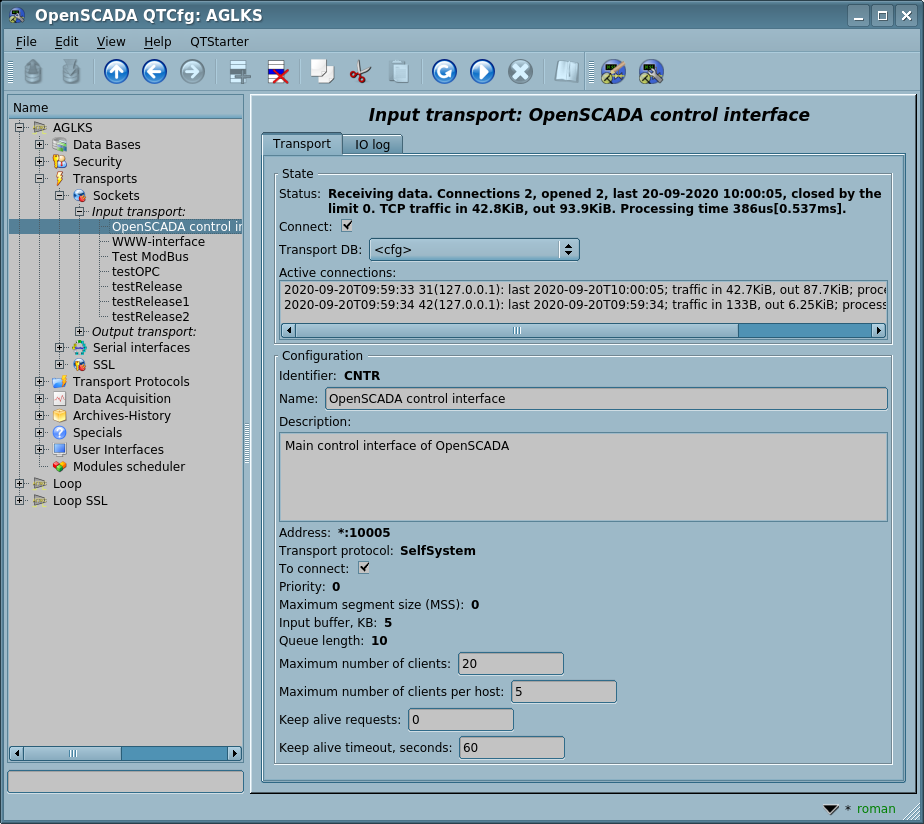 OpenSCADA QTCfg: AGLKS
File Edit View Help QTStarter
Name
AGLKS
Data Bases
Security
Transports
Sockets
Input transport:
OpenSCADA control in
WWW-interface
Test ModBus
testOPC
testRelease
testRelease1
testRelease2
Output transport:
Serial interfaces
SSL
Transport Protocols
Data Acquisition
Archives-History
Specials
User Interfaces
Modules scheduler
Loop
Loop SSL
Input transport: OpenSCADA control interface
Transport IO log
State
Status: Receiving data. Connections 2, opened 2, last 20-09-2020 10:00:05, closed by the
limit 0. TCP traffic in 42.8KiB, out 93.9KiB. Processing time 386us[0.537ms].
Connect:
Transport DB: <cfg>
Active connections:
2020-09-20T09:59:33 31(127.0.0.1): last 2020-09-20T10:00:05; traffic in 42.7KiB, out 87.7KiB; proce
2020-09-20T09:59:34 42(127.0.0.1): last 2020-09-20T09:59:34; traffic in 133B, out 6.25KiB; process
Configuration
Identifier: CNTR
Name: OpenSCADA control interface
Description:
Main control interface of OpenSCADA
Address: *:10005
Transport protocol: SelfSystem
To connect:
Priority: 0
Maximum segment size (MSS): 0
Input buffer, KB: 5
Queue length: 10
Maximum number of clients: 20
Maximum number of clients per host: 5
Keep alive requests: 0
Keep alive timeout, seconds: 60
* roman